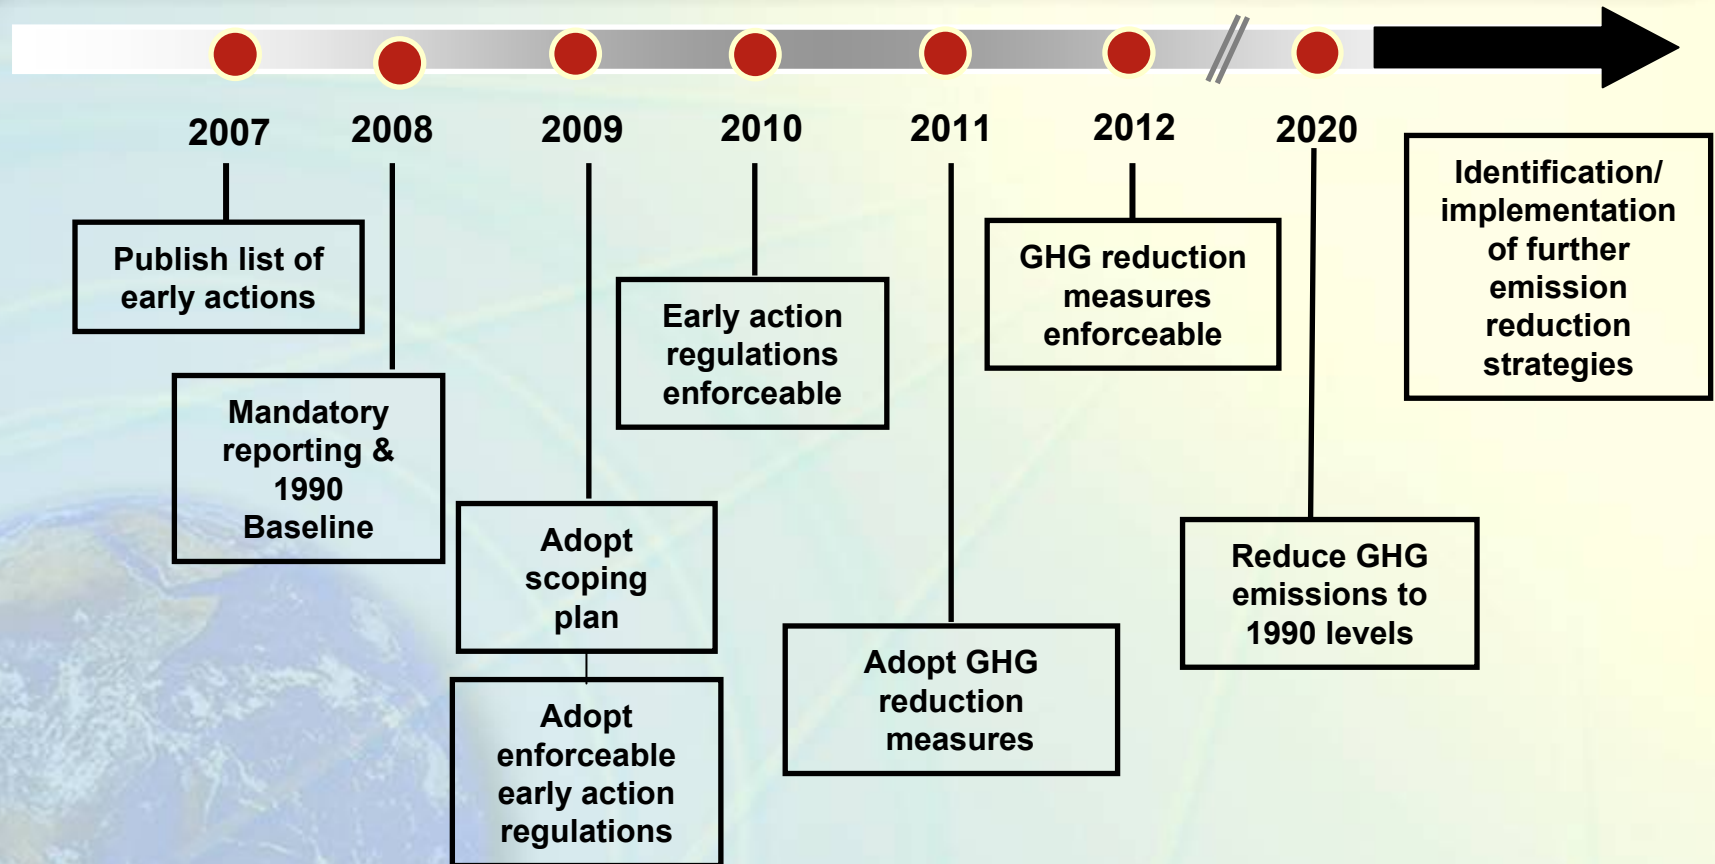 2007
2008
2009
2010
2011
2012
2020
Publish list of
early actions
Mandatory
reporting &
1990
Baseline
Adopt
scoping
plan
Adopt
enforceable
early action
regulations
Early action
regulations
enforceable
Adopt GHG
reduction
measures
GHG reduction
measures
enforceable
Reduce GHG
emissions to
1990 levels
Identification/
implementation
of further
emission
reduction
strategies